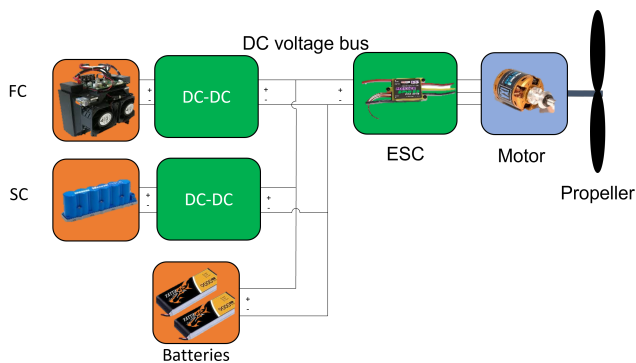 DC voltage bus
FC
+
-
DC-DC
+
-
+
-
ESC
Motor
Propeller
SC
+
-
DC-DC
+
-
+
-
Batteries